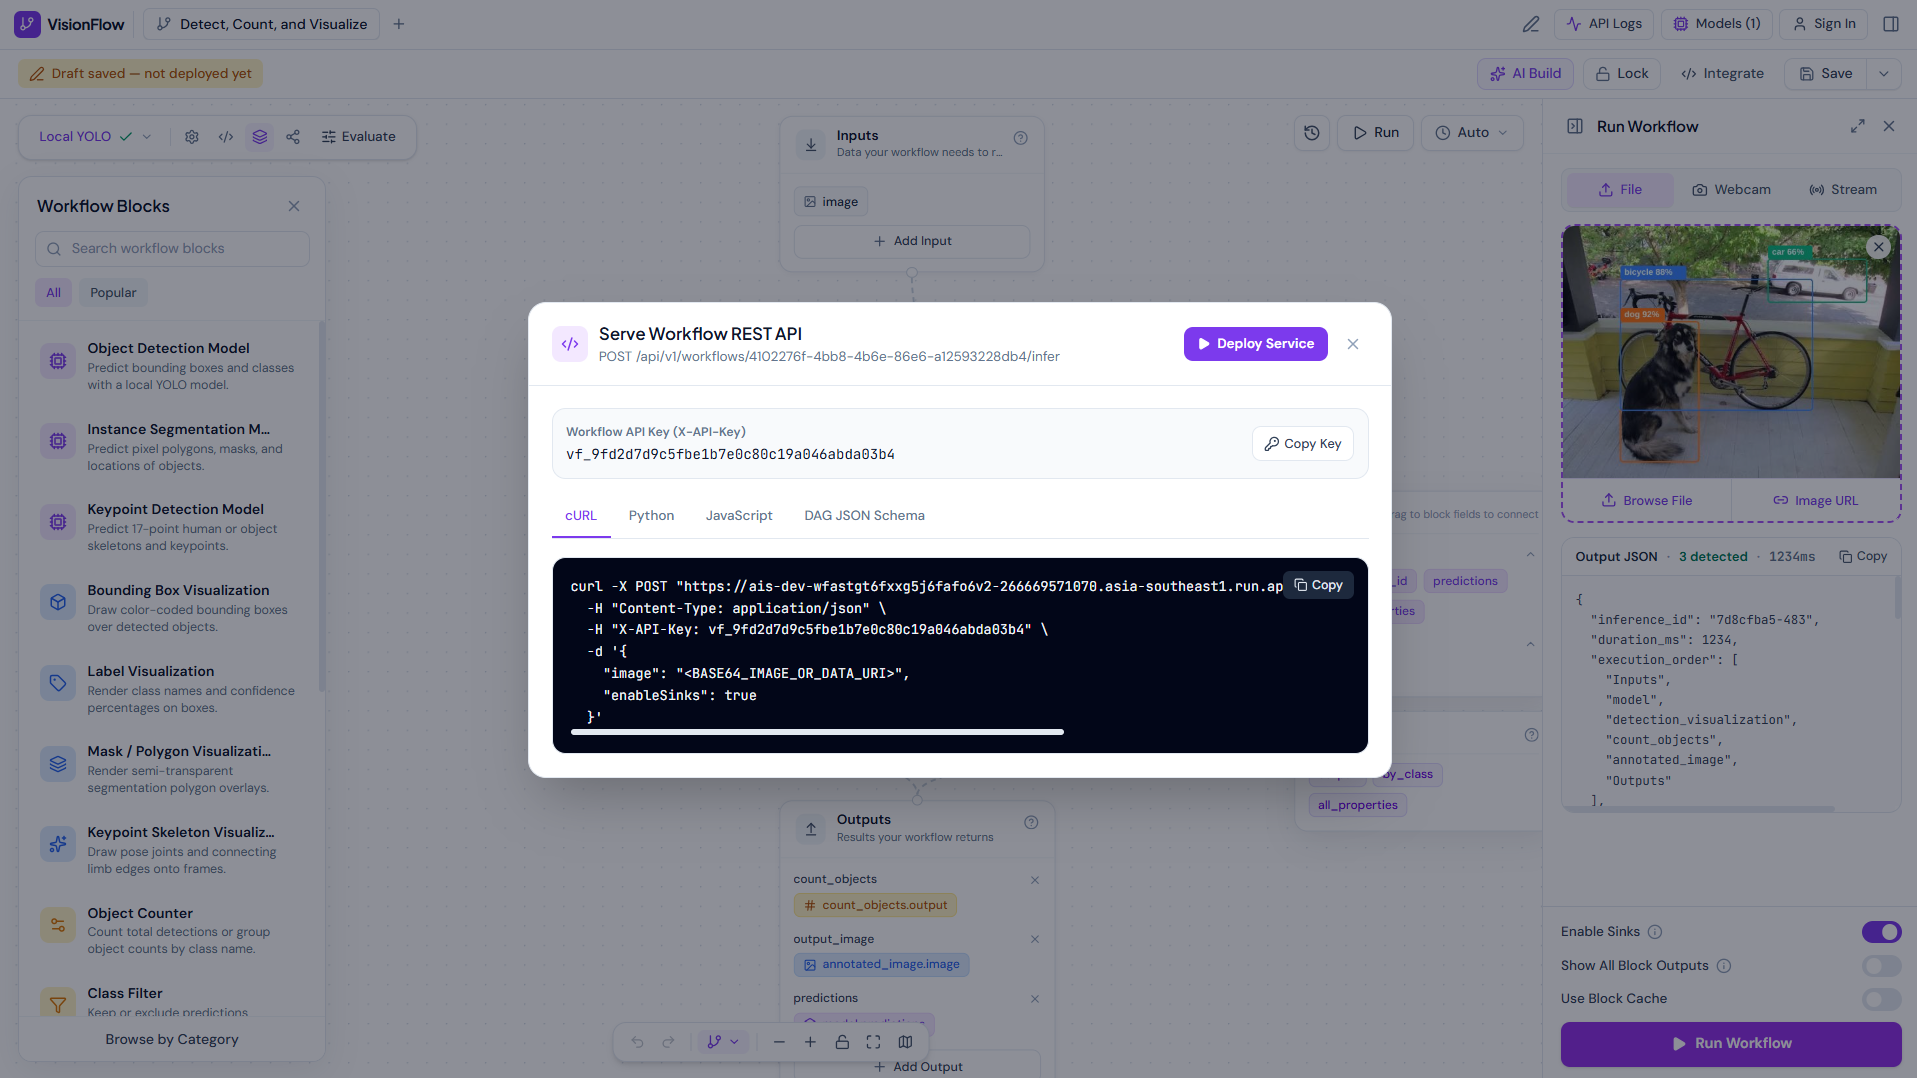 VisionFlow
Detect, Count, and Visualize
API Logs
Models (1)
Sign In
Draft saved — not deployed yet
AI Build
Lock
Integrate
Save
Local YOLO
Evaluate
Inputs
Data your workflow needs to r...
image
Add Input
Run
Auto
Run Workflow
File
Webcam
Stream
Workflow Blocks
Search workflow blocks
All
Popular
Object Detection Model
Predict bounding boxes and classes
with a local YOLO model.
Instance Segmentation M...
Predict pixel polygons, masks, and
locations of objects.
Keypoint Detection Model
Predict 17-point human or object
skeletons and keypoints.
Bounding Box Visualization
Draw color-coded bounding boxes
over detected objects.
Label Visualization
Render class names and confidence
percentages on boxes.
Mask / Polygon Visualizati...
Render semi-transparent
segmentation polygon overlays.
Keypoint Skeleton Visualiz...
Draw pose joints and connecting
limb edges onto frames.
Object Counter
Count total detections or group
object counts by class name.
Class Filter
Keep or exclude predictions
Browse by Category
Serve Workflow REST API
POST /api/v1/workflows/4102276f-4bb8-4b6e-86e6-a12593228db4/infer
Deploy Service
Workflow API Key (X-API-Key)
vf_9fd2d7d9c5fbe1b7e0c80c19a046abda03b4
Copy Key
cURL
Python
JavaScript
DAG JSON Schema
curl -X POST "https://ais-dev-wfastgt6fxxg5j6fafo6v2-266669571070.asia-southeast1.run.ap
Copy
-H "Content-Type: application/json" \
-H "X-API-Key: vf_9fd2d7d9c5fbe1b7e0c80c19a046abda03b4" \
-d '{
"image": "<BASE64_IMAGE_OR_DATA_URI>",
"enableSinks": true
}'
rag to block fields to connect
_id
predictions
rties
by_class
all_properties
Outputs
Results your workflow returns
count_objects
count_objects.output
output_image
annotated_image.image
predictions
Add Output
car 66%
bicycle 88%
dog 92%
Browse File
Image URL
Output JSON · 3 detected · 1234ms
Copy
{
"inference_id": "7d8cfba5-483",
"duration_ms": 1234,
"execution_order": [
"Inputs",
"model",
"detection_visualization",
"count_objects",
"annotated_image",
"Outputs"
],
Enable Sinks
Show All Block Outputs
Use Block Cache
Run Workflow